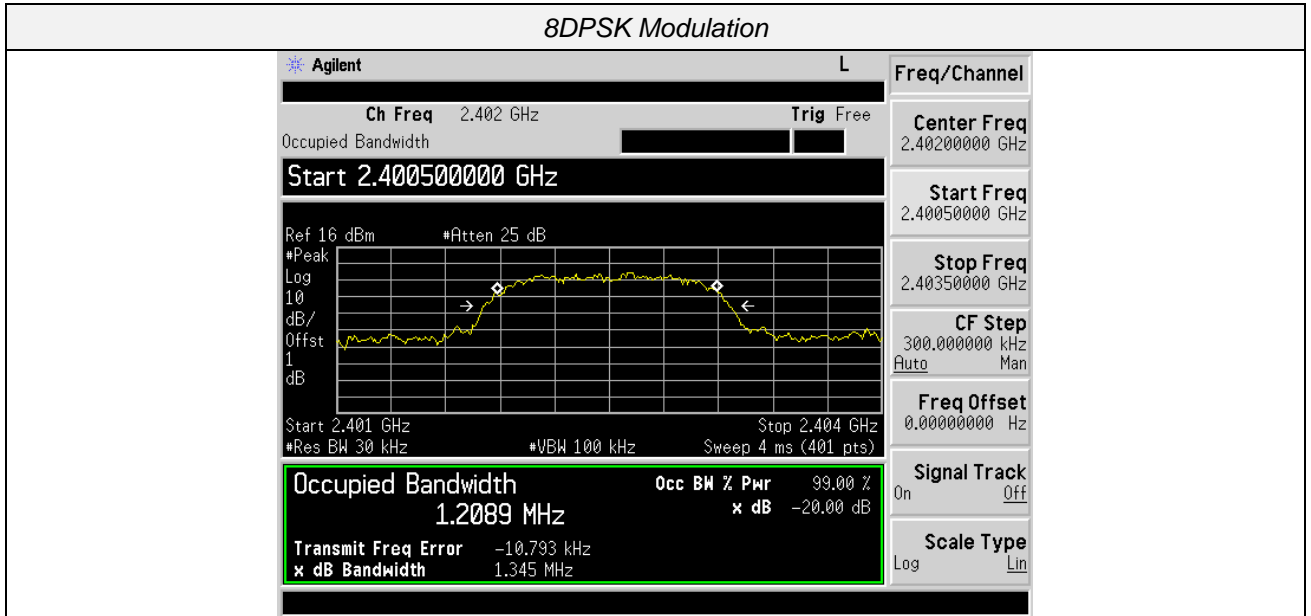 8DPSK Modulation
Agilent
L
Freq/Channel
Ch Freq 2.402 GHz Trig Free
Occupied Bandwidth
Center Freq
2.40200000 GHz
Start 2.400500000 GHz
Start Freq
2.40050000 GHz
Ref 16 dBm #Atten 25 dB
#Peak
Log
10
dB/
Offst
1
dB
Stop Freq
2.40350000 GHz
CF Step
300.000000 kHz
Auto Man
Freq Offset
0.00000000 Hz
Start 2.401 GHz Stop 2.404 GHz
#Res BW 30 kHz #VBW 100 kHz Sweep 4 ms (401 pts)
Signal Track
On Off
Occupied Bandwidth
1.2089 MHz
Occ BW % Pwr 99.00 %
x dB -20.00 dB
Transmit Freq Error -10.793 kHz
x dB Bandwidth 1.345 MHz
Scale Type
Log Lin